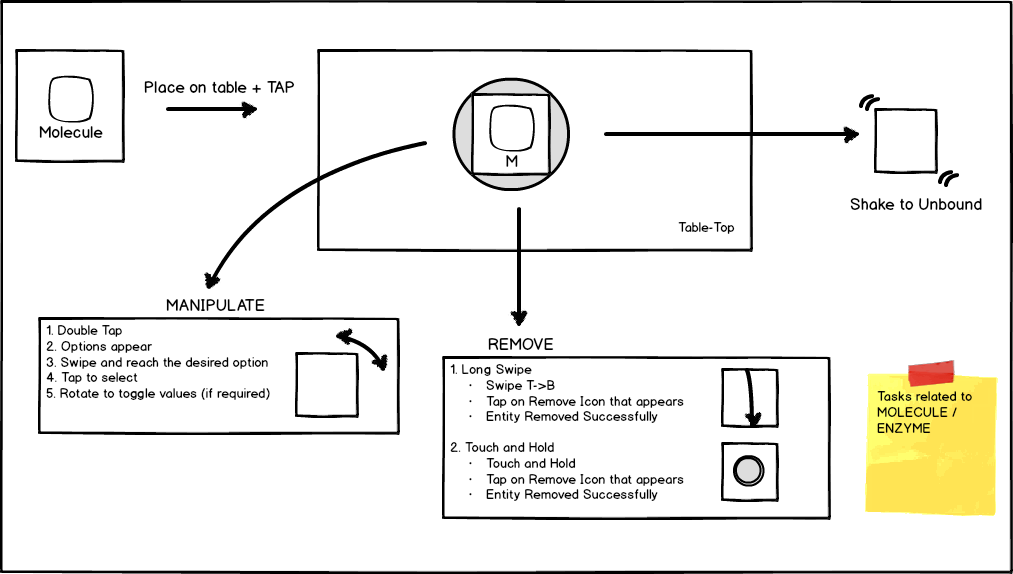 Molecule
Place on table + TAP
M
Table-Top
Shake to Unbound
MANIPULATE
1. Double Tap
2. Options appear
3. Swipe and reach the desired option
4. Tap to select
5. Rotate to toggle values (if required)
REMOVE
1. Long Swipe
· Swipe T->B
· Tap on Remove Icon that appears
· Entity Removed Successfully
2. Touch and Hold
· Touch and Hold
· Tap on Remove Icon that appears
· Entity Removed Successfully
Tasks related to
MOLECULE /
ENZYME